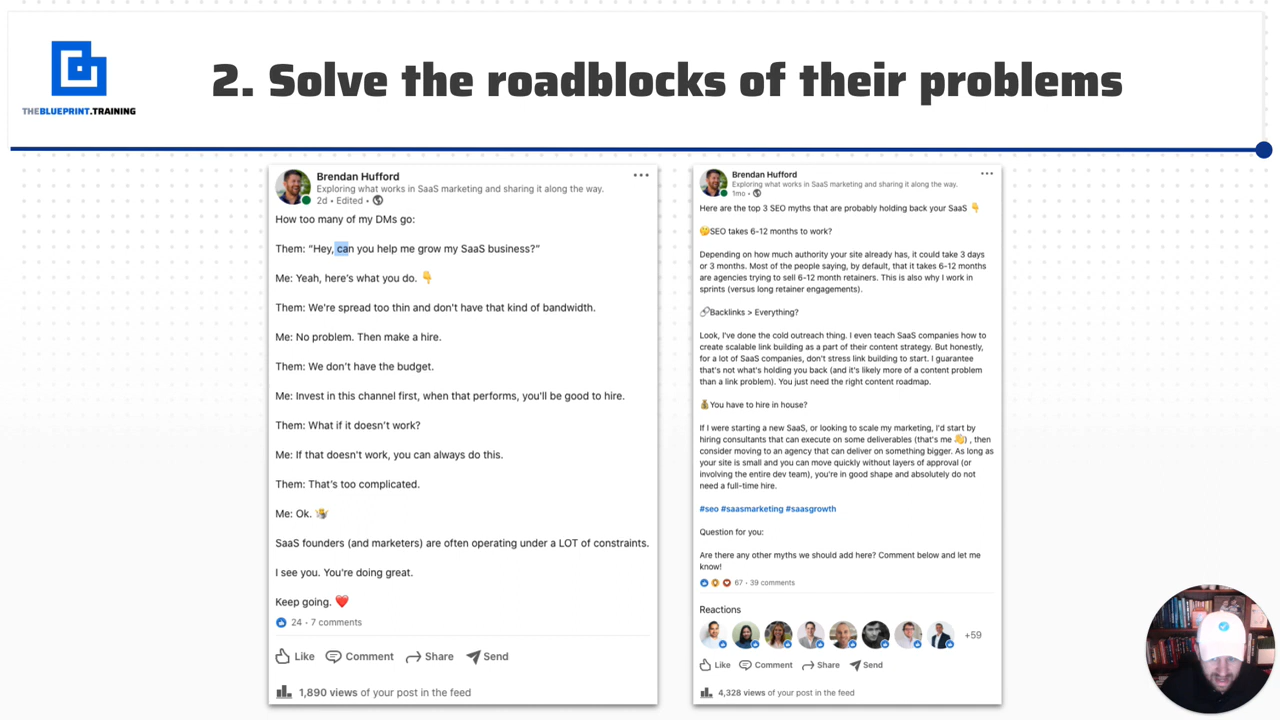 THEBLUEPRINT.TRAINING
2. Solve the roadblocks of their problems
Brendan Hufford
Exploring what works in SaaS marketing and sharing it along the way.
2d • Edited •
How too many of my DMs go:
Them: "Hey, can you help me grow my SaaS business?"
Me: Yeah, here's what you do. 👇
Them: We're spread too thin and don't have that kind of bandwidth.
Me: No problem. Then make a hire.
Them: We don't have the budget.
Me: Invest in this channel first, when that performs, you'll be good to hire.
Them: What if it doesn't work?
Me: If that doesn't work, you can always do this.
Them: That's too complicated.
Me: Ok. 🤷
SaaS founders (and marketers) are often operating under a LOT of constraints.
I see you. You're doing great.
Keep going. ❤️
24 · 7 comments
Like Comment Share Send
1,890 views of your post in the feed
Brendan Hufford
Exploring what works in SaaS marketing and sharing it along the way.
1mo •
Here are the top 3 SEO myths that are probably holding back your SaaS 👇
🤔SEO takes 6-12 months to work?
Depending on how much authority your site already has, it could take 3 days
or 3 months. Most of the people saying, by default, that it takes 6-12 months
are agencies trying to sell 6-12 month retainers. This is also why I work in
sprints (versus long retainer engagements).
🔗Backlinks > Everything?
Look, I've done the cold outreach thing. I even teach SaaS companies how to
create scalable link building as a part of their content strategy. But honestly,
for a lot of SaaS companies, don't stress link building to start. I guarantee
that's not what's holding you back (and it's likely more of a content problem
than a link problem). You just need the right content roadmap.
💰You have to hire in house?
If I were starting a new SaaS, or looking to scale my marketing, I'd start by
hiring consultants that can execute on some deliverables (that's me 👋) , then
consider moving to an agency that can deliver on something bigger. As long as
your site is small and you can move quickly without layers of approval (or
involving the entire dev team), you're in good shape and absolutely do not
need a full-time hire.
#seo #saasmarketing #saasgrowth
Question for you:
Are there any other myths we should add here? Comment below and let me
know!
67 · 39 comments
Reactions
+59
Like Comment Share Send
4,328 views of your post in the feed